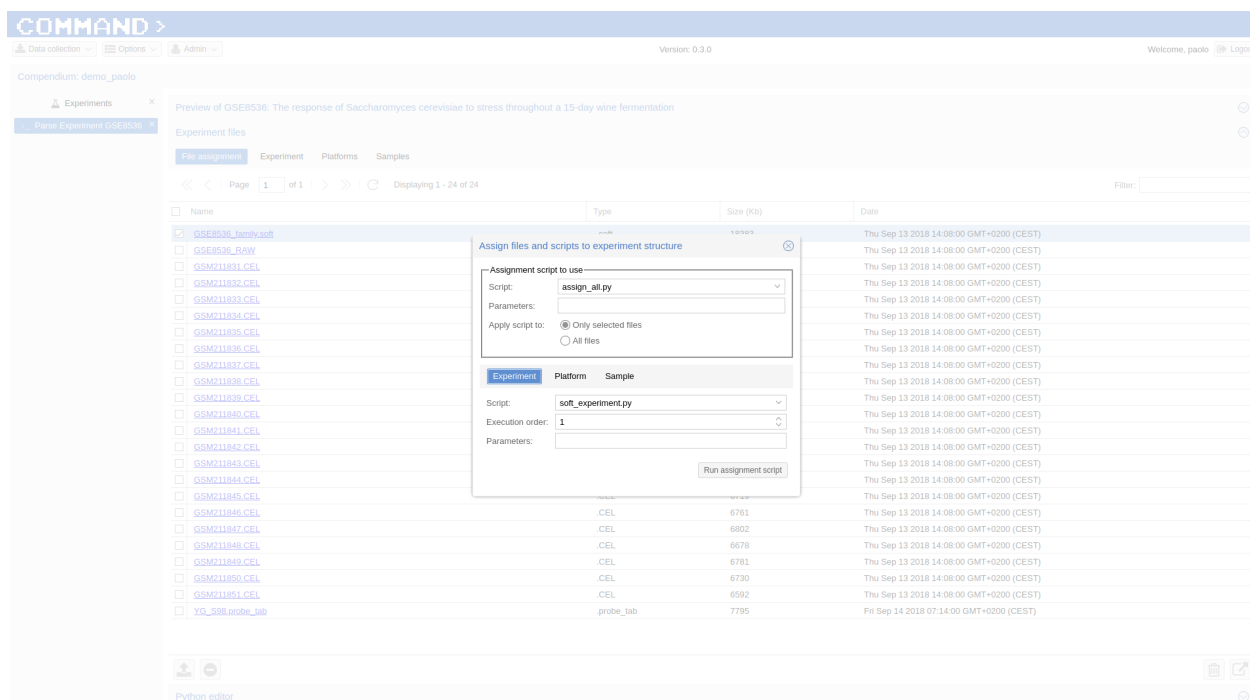 COMMAND>
Data collection Options Admin Version: 0.3.0 Welcome, paolo Logo
Compendium: demo_paolo
Experiments
Parse Experiment GSE8536
Preview of GSE8536: The response of Saccharomyces cerevisiae to stress throughout a 15-day wine fermentation
Experiment files
File assignment Experiment Platforms Samples
Page 1 of 1 Displaying 1 - 24 of 24 Filter:
Name Type Size (Kb) Date
GSE8536_family.soft .soft 18383 Thu Sep 13 2018 14:08:00 GMT+0200 (CEST)
GSE8536_RAW Thu Sep 13 2018 14:08:00 GMT+0200 (CEST)
GSM211831.CEL Thu Sep 13 2018 14:08:00 GMT+0200 (CEST)
GSM211832.CEL Thu Sep 13 2018 14:08:00 GMT+0200 (CEST)
GSM211833.CEL Thu Sep 13 2018 14:08:00 GMT+0200 (CEST)
GSM211834.CEL Thu Sep 13 2018 14:08:00 GMT+0200 (CEST)
GSM211835.CEL Thu Sep 13 2018 14:08:00 GMT+0200 (CEST)
GSM211836.CEL Thu Sep 13 2018 14:08:00 GMT+0200 (CEST)
GSM211837.CEL Thu Sep 13 2018 14:08:00 GMT+0200 (CEST)
GSM211838.CEL Thu Sep 13 2018 14:08:00 GMT+0200 (CEST)
GSM211839.CEL Thu Sep 13 2018 14:08:00 GMT+0200 (CEST)
GSM211840.CEL Thu Sep 13 2018 14:08:00 GMT+0200 (CEST)
GSM211841.CEL Thu Sep 13 2018 14:08:00 GMT+0200 (CEST)
GSM211842.CEL Thu Sep 13 2018 14:08:00 GMT+0200 (CEST)
GSM211843.CEL Thu Sep 13 2018 14:08:00 GMT+0200 (CEST)
GSM211844.CEL Thu Sep 13 2018 14:08:00 GMT+0200 (CEST)
GSM211845.CEL .CEL 6719 Thu Sep 13 2018 14:08:00 GMT+0200 (CEST)
GSM211846.CEL .CEL 6761 Thu Sep 13 2018 14:08:00 GMT+0200 (CEST)
GSM211847.CEL .CEL 6802 Thu Sep 13 2018 14:08:00 GMT+0200 (CEST)
GSM211848.CEL .CEL 6678 Thu Sep 13 2018 14:08:00 GMT+0200 (CEST)
GSM211849.CEL .CEL 6781 Thu Sep 13 2018 14:08:00 GMT+0200 (CEST)
GSM211850.CEL .CEL 6730 Thu Sep 13 2018 14:08:00 GMT+0200 (CEST)
GSM211851.CEL .CEL 6592 Thu Sep 13 2018 14:08:00 GMT+0200 (CEST)
YG_S98.probe_tab .probe_tab 7795 Fri Sep 14 2018 07:14:00 GMT+0200 (CEST)
Python editor
Assign files and scripts to experiment structure
Assignment script to use
Script: assign_all.py
Parameters:
Apply script to: Only selected files
All files
Experiment Platform Sample
Script: soft_experiment.py
Execution order: 1
Parameters:
Run assignment script